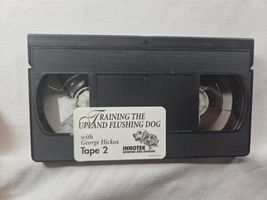 TRAINING THE
UPLAND FLUSHING DOG
with
George Hickox
Tape 2
INNOTEK